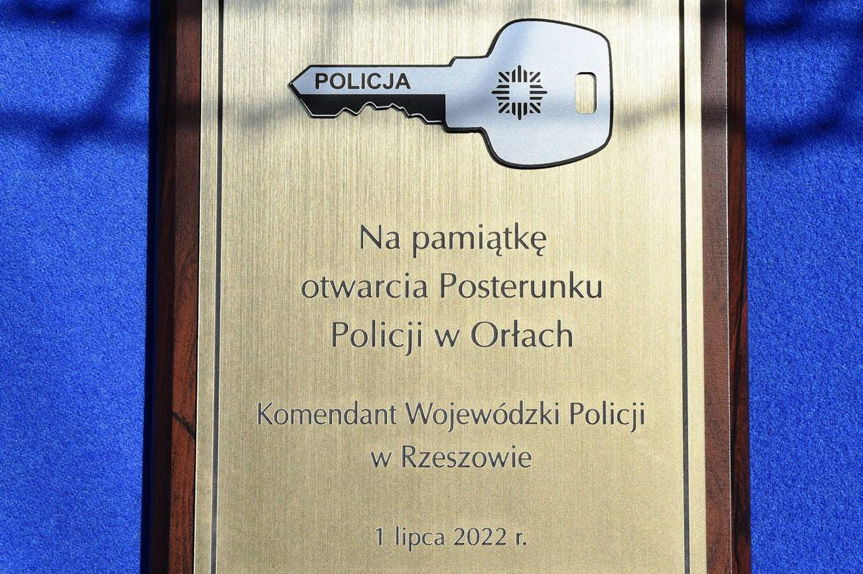 POLICJA
Na pamiątkę
otwarcia Posterunku
Policji w Orłach
Komendant Wojewódzki Policji
w Rzeszowie
1 lipca 2022 r.